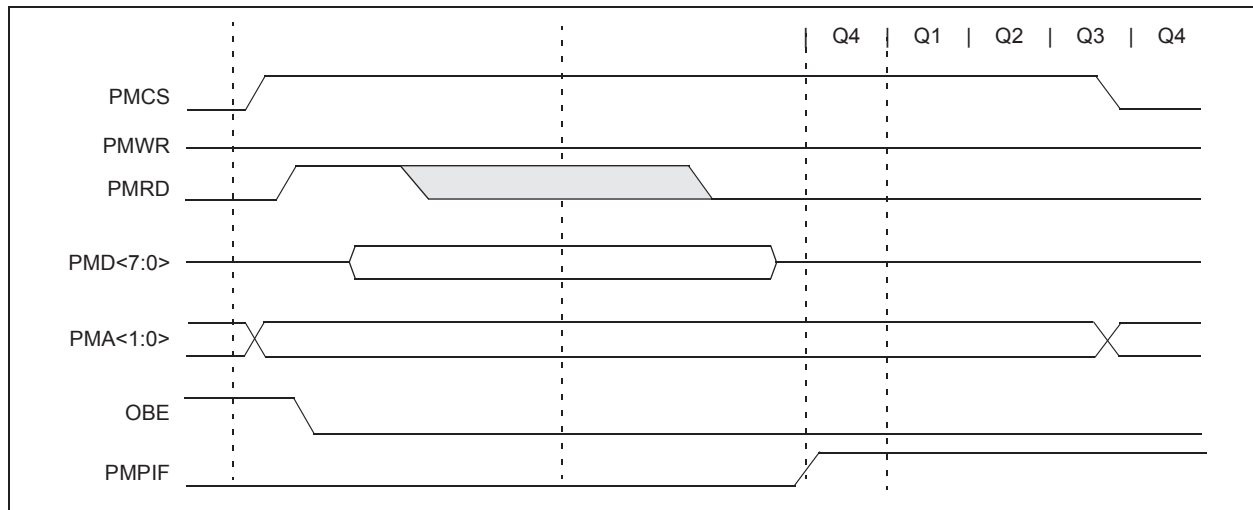 | Q4 | Q1 | Q2 | Q3 | Q4
PMCS
PMWR
PMRD
PMD<7:0>
PMA<1:0>
OBE
PMPIF